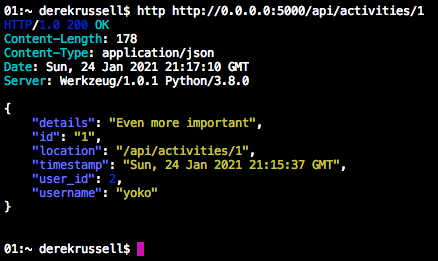 01:~ derekrussell$ http http://0.0.0.0:5000/api/activities/1
HTTP/1.0 200 OK
Content-Length: 178
Content-Type: application/json
Date: Sun, 24 Jan 2021 21:17:10 GMT
Server: Werkzeug/1.0.1 Python/3.8.0
{
    "details": "Even more important",
    "id": "1",
    "location": "/api/activities/1",
    "timestamp": "Sun, 24 Jan 2021 21:15:37 GMT",
    "user_id": 2,
    "username": "yoko"
}
01:~ derekrussell$